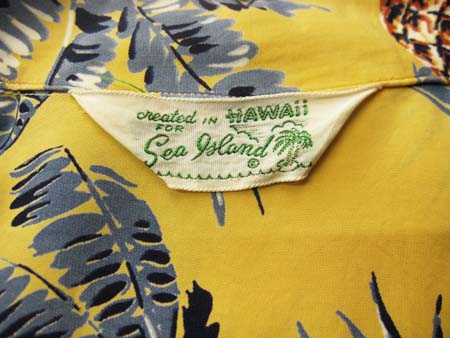 created in HAWAii
FOR
Sea Island
©